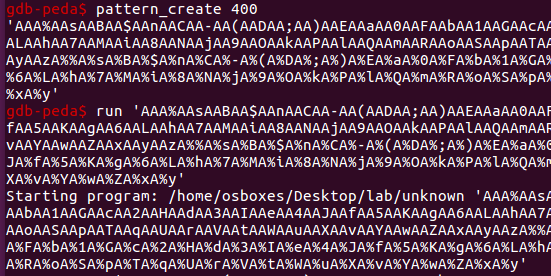 gdb-peda$ pattern_create 400
'AAA%AAsAABAA$AAnAACAA-AA(AADAA;AA)AAEAAaAA0AAFAAbAA1AAGAAcAA
ALAAhAA7AAMAAiAA8AANAAjAA9AAOAAkAAPAAlAAQAAmAARAAoAASAApAATA
AyAAzA%%A%sA%BA%$A%nA%CA%-A%(A%DA%;A%)A%EA%aA%0A%FA%bA%1A%GA
%6A%LA%hA%7A%MA%iA%8A%NA%jA%9A%OA%kA%PA%lA%QA%mA%RA%oA%SA%pA
%xA%y'
gdb-peda$ run 'AAA%AAsAABAA$AAnAACAA-AA(AADAA;AA)AAEAAaAA0AAF
fAA5AAKAAgAA6AALAAhAA7AAMAAiAA8AANAAjAA9AAOAAkAAPAAlAAQAAmAAR
vAAYAAwAAZAAxAAyAAzA%%A%sA%BA%$A%nA%CA%-A%(A%DA%;A%)A%EA%aA%0
JA%fA%5A%KA%gA%6A%LA%hA%7A%MA%iA%8A%NA%jA%9A%OA%kA%PA%lA%QA%m
XA%vA%YA%wA%ZA%xA%y'
Starting program: /home/osboxes/Desktop/lab/unknown 'AAA%AAsA
AAbAA1AAGAAcAA2AAHAAdAA3AAIAAeAA4AAJAAfAA5AAKAAgAA6AALAAhAA7
AAoAASAApAATAAqAAUAArAAVAAtAAWAAuAAXAAvAAYAAwAAZAAxAAyAAzA%%A
A%FA%bA%1A%GA%cA%2A%HA%dA%3A%IA%eA%4A%JA%fA%5A%KA%gA%6A%LA%h
A%RA%oA%SA%pA%TA%qA%UA%rA%VA%tA%WA%uA%XA%vA%YA%wA%ZA%xA%y'